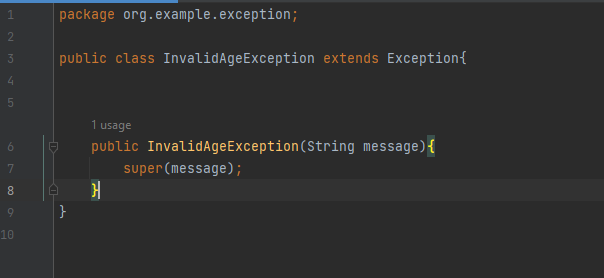 1 package org.example.exception;
2
3 public class InvalidAgeException extends Exception{
4
5
1 usage
6 public InvalidAgeException(String message){
7 super(message);
8 }
9 }
10